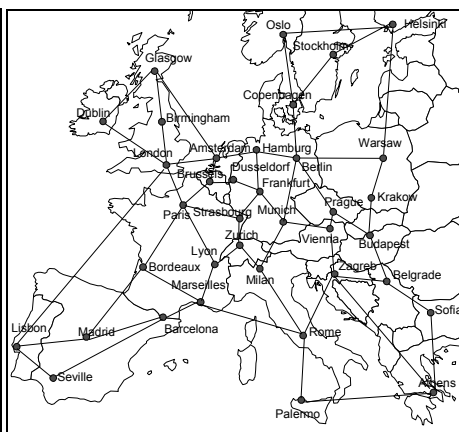 Oslo
Helsinki
Stockholm
Glasgow
Copenhagen
Dublin
Birmingham
Amsterdam
Hamburg
Warsaw
London
Berlin
Brussels
Dusseldorf
Frankfurt
Krakow
Paris
Strasbourg
Munich
Prague
Zurich
Vienna
Budapest
Lyon
Bordeaux
Milan
Zagreb
Belgrade
Marseilles
Sofia
Lisbon
Madrid
Barcelona
Rome
Seville
Athens
Palermo